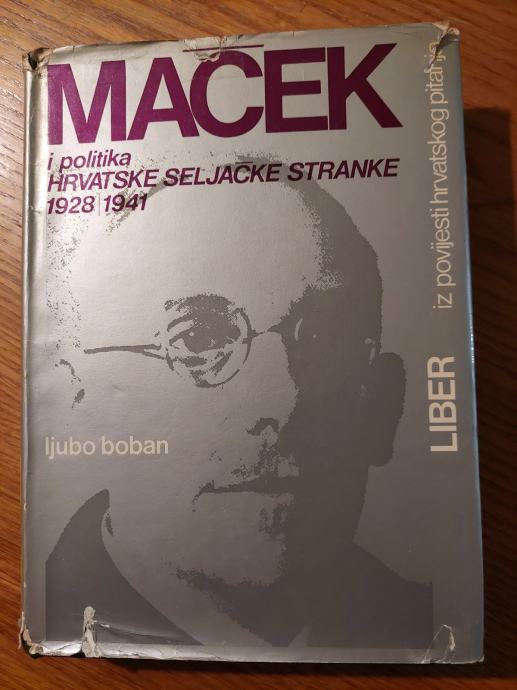 MAČEK
i politika
HRVATSKE SELJAČKE STRANKE
1928|1941
ljubo boban
LIBER
iz povijesti hrvatskog pitanja